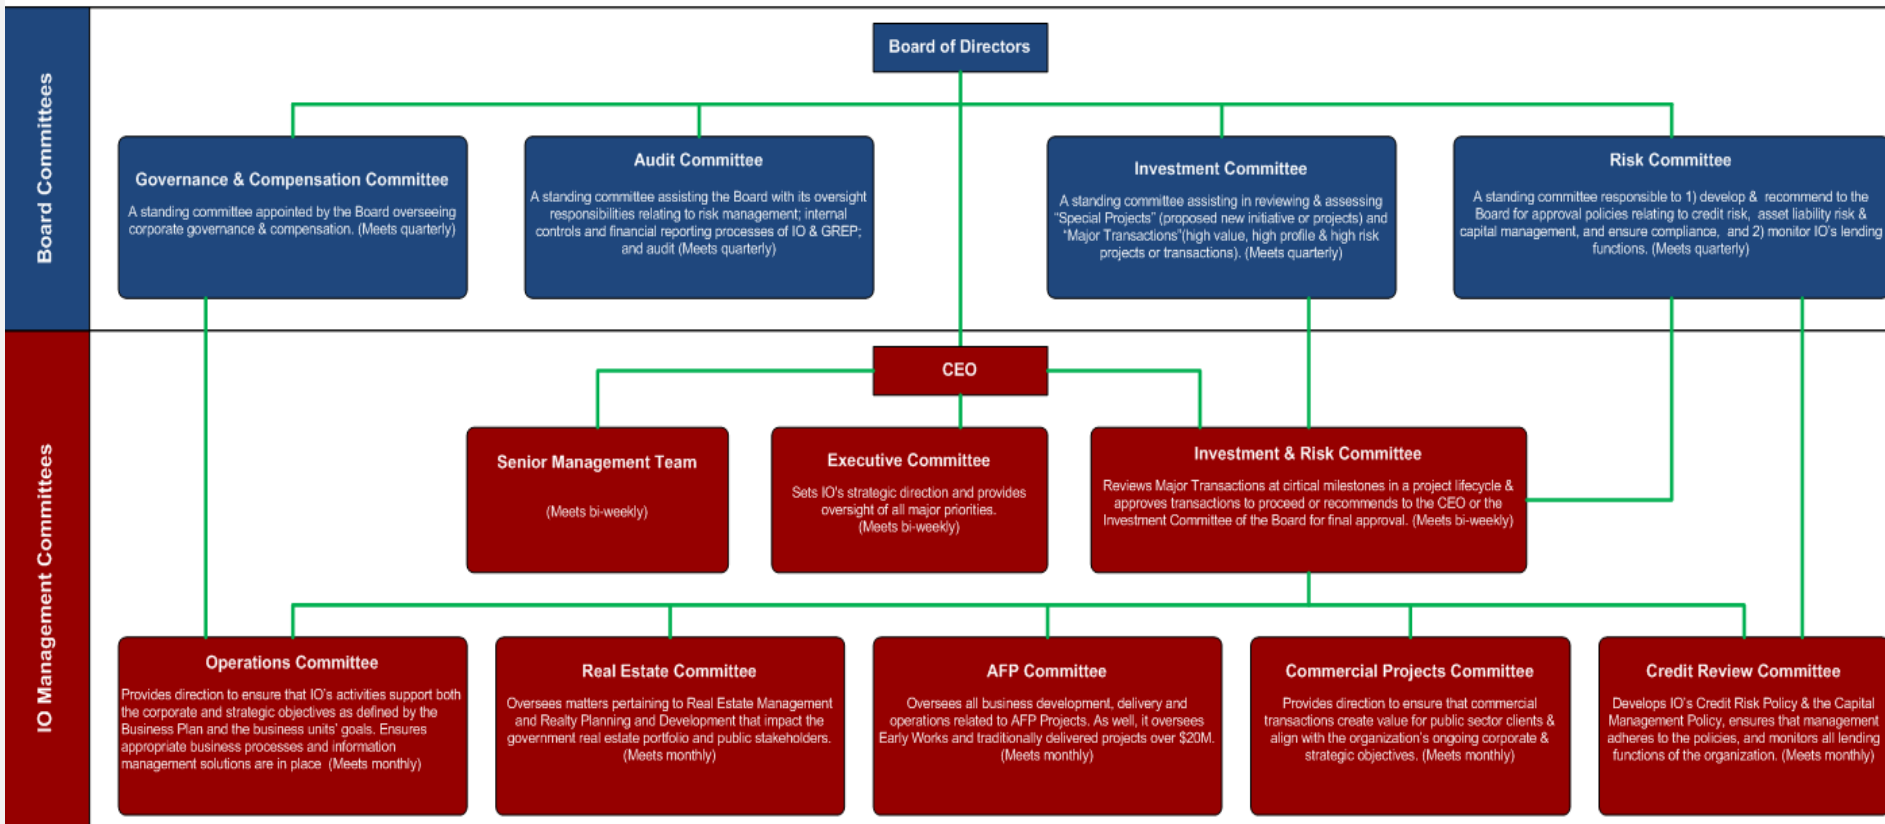 Board Committees
Board of Directors
Governance & Compensation Committee
A standing committee appointed by the Board overseeing
corporate governance & compensation. (Meets quarterly)
Audit Committee
A standing committee assisting the Board with its oversight
responsibilities relating to risk management; internal
controls and financial reporting processes of IO & GREP;
and audit (Meets quarterly)
Investment Committee
A standing committee assisting in reviewing & assessing
“Special Projects” (proposed new initiative or projects) and
“Major Transactions”(high value, high profile & high risk
projects or transactions). (Meets quarterly)
Risk Committee
A standing committee responsible to 1) develop & recommend to the
Board for approval policies relating to credit risk, asset liability risk &
capital management, and ensure compliance, and 2) monitor IO’s lending
functions. (Meets quarterly)
IO Management Committees
CEO
Senior Management Team
(Meets bi-weekly)
Executive Committee
Sets IO's strategic direction and provides
oversight of all major priorities.
(Meets bi-weekly)
Investment & Risk Committee
Reviews Major Transactions at cirtical milestones in a project lifecycle &
approves transactions to proceed or recommends to the CEO or the
Investment Committee of the Board for final approval. (Meets bi-weekly)
Operations Committee
Provides direction to ensure that IO’s activities support both
the corporate and strategic objectives as defined by the
Business Plan and the business units’ goals. Ensures
appropriate business processes and information
management solutions are in place (Meets monthly)
Real Estate Committee
Oversees matters pertaining to Real Estate Management
and Realty Planning and Development that impact the
government real estate portfolio and public stakeholders.
(Meets monthly)
AFP Committee
Oversees all business development, delivery and
operations related to AFP Projects. As well, it oversees
Early Works and traditionally delivered projects over $20M.
(Meets monthly)
Commercial Projects Committee
Provides direction to ensure that commercial
transactions create value for public sector clients &
align with the organization’s ongoing corporate &
strategic objectives. (Meets monthly)
Credit Review Committee
Develops IO’s Credit Risk Policy & the Capital
Management Policy, ensures that management
adheres to the policies, and monitors all lending
functions of the organization. (Meets monthly)